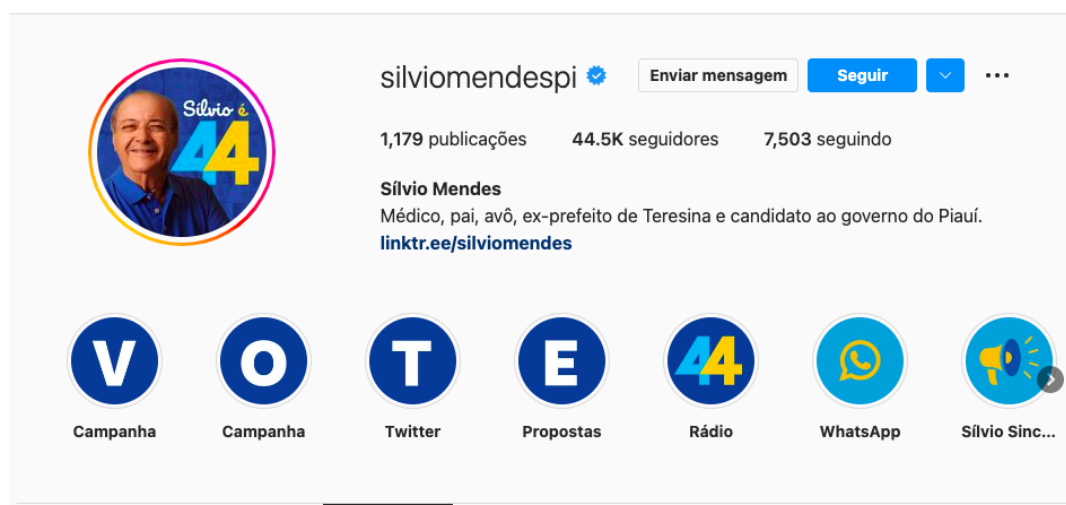 silviomendespi
Enviar mensagem
Seguir
Sílvio é
44
1,179 publicações
44.5K seguidores
7,503 seguindo
Sílvio Mendes
Médico, pai, avô, ex-prefeito de Teresina e candidato ao governo do Piauí.
linktr.ee/silviomendes
V
O
T
E
44
Campanha
Campanha
Twitter
Propostas
Rádio
WhatsApp
Sílvio Sinc...